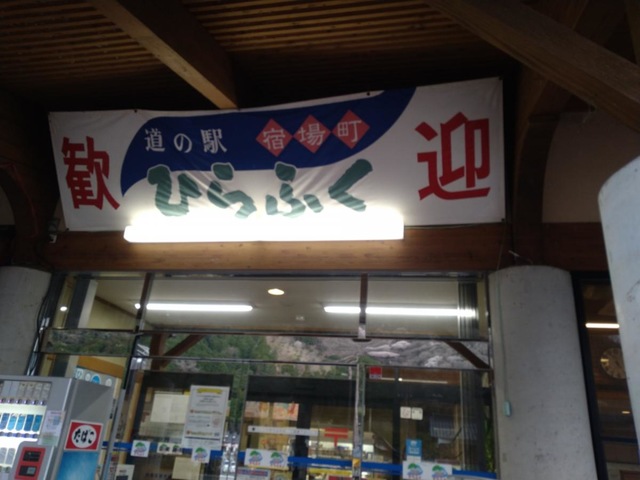 歓
道の駅 宿場町
ひらふく
迎
たばこ